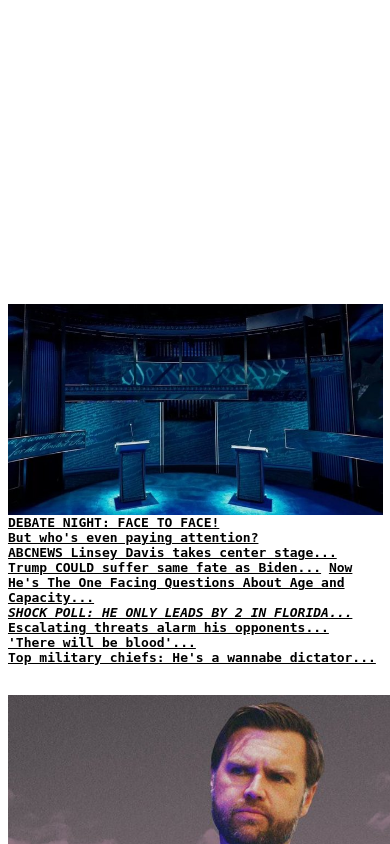 DEBATE NIGHT: FACE TO FACE!
But who's even paying attention?
ABCNEWS Linsey Davis takes center stage...
Trump COULD suffer same fate as Biden... Now
He's The One Facing Questions About Age and
Capacity...
SHOCK POLL: HE ONLY LEADS BY 2 IN FLORIDA...
Escalating threats alarm his opponents...
'There will be blood'...
Top military chiefs: He's a wannabe dictator...